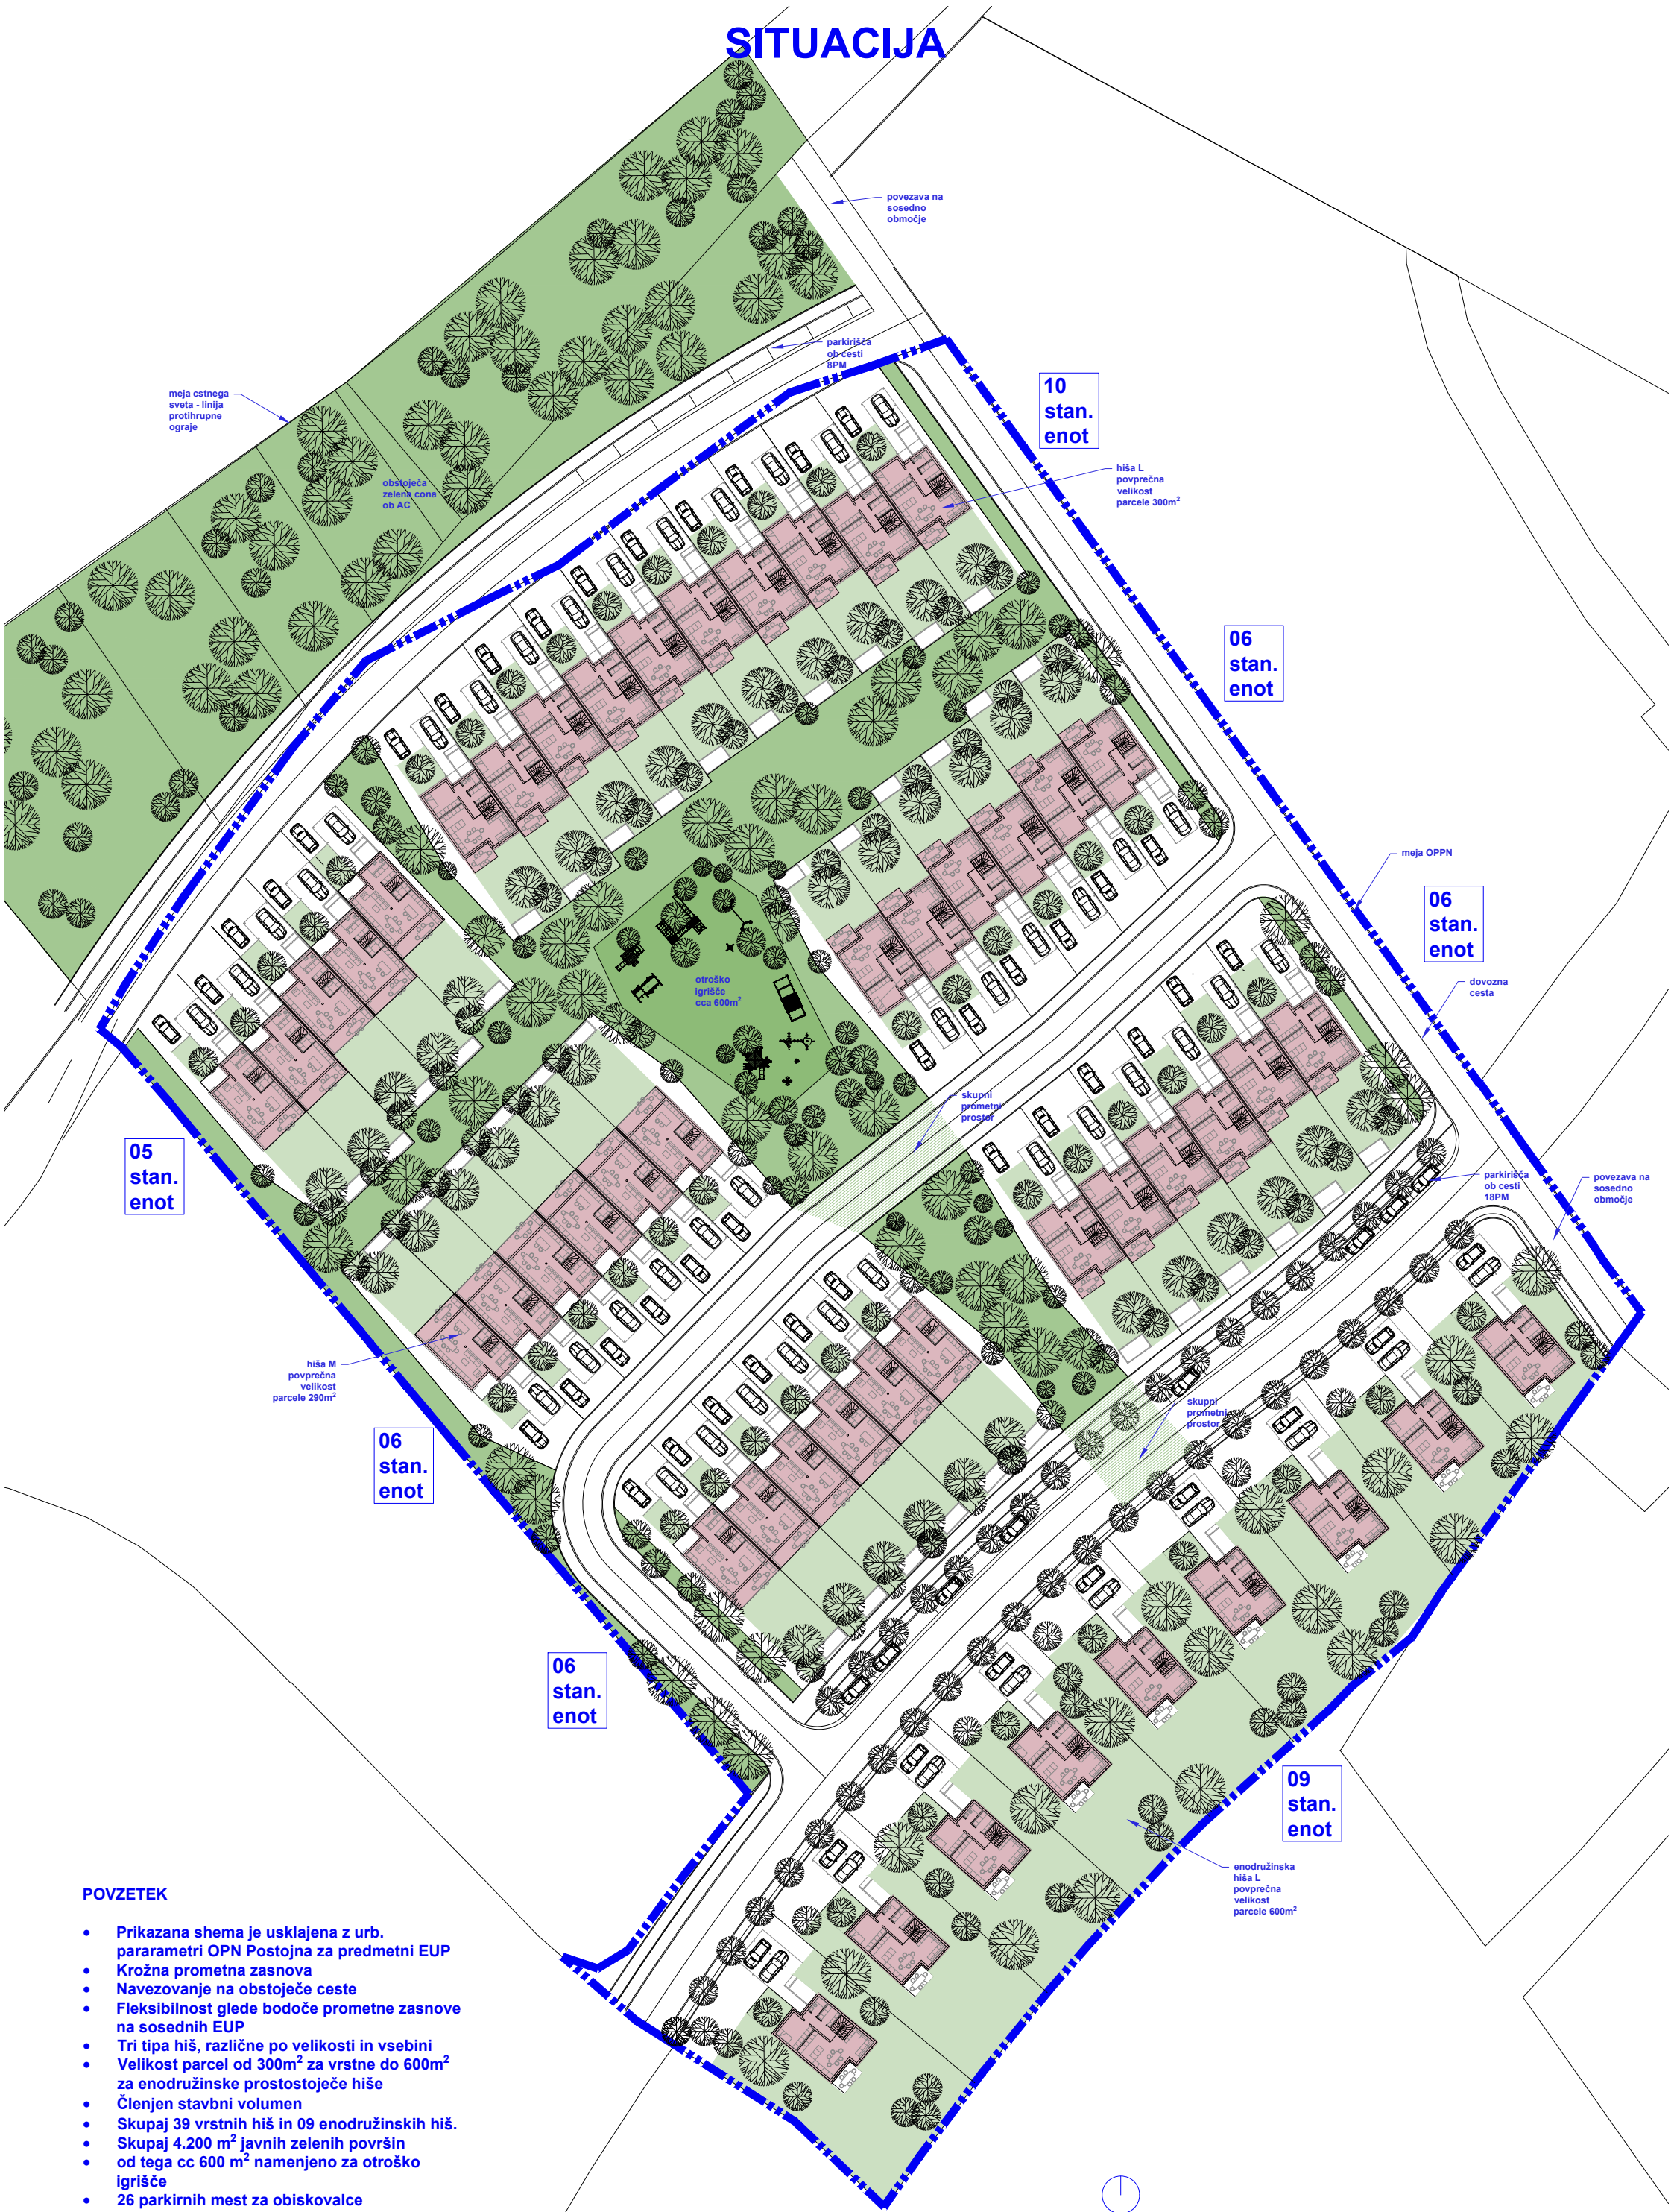 SITUACIJA
povezava na
sosedno
območje
parkirišča
ob cesti
8PM
meja cstnega
sveta - linija
protihrupne
ograje
10
stan.
enot
hiša L
povprečna
velikost
parcele 300m²
obstoječa
zelena cona
ob AC
06
stan.
enot
meja OPPN
06
stan.
enot
dovozna
cesta
otroško
igrišče
cca 600m²
skupni
prometni
prostor
05
stan.
enot
parkirišča
ob cesti
18PM
povezava na
sosedno
območje
hiša M
povprečna
velikost
parcele 290m²
skupni
prometni
prostor
06
stan.
enot
06
stan.
enot
09
stan.
enot
enodružinska
hiša L
povprečna
velikost
parcele 600m²
POVZETEK
• Prikazana shema je usklajena z urb.
pararametri OPN Postojna za predmetni EUP
• Krožna prometna zasnova
• Navezovanje na obstoječe ceste
• Fleksibilnost glede bodoče prometne zasnove
na sosednih EUP
• Tri tipa hiš, različne po velikosti in vsebini
• Velikost parcel od 300m² za vrstne do 600m²
za enodružinske prostostoječe hiše
• Členjen stavbni volumen
• Skupaj 39 vrstnih hiš in 09 enodružinskih hiš.
• Skupaj 4.200 m² javnih zelenih površin
• od tega cc 600 m² namenjeno za otroško
igrišče
• 26 parkirnih mest za obiskovalce